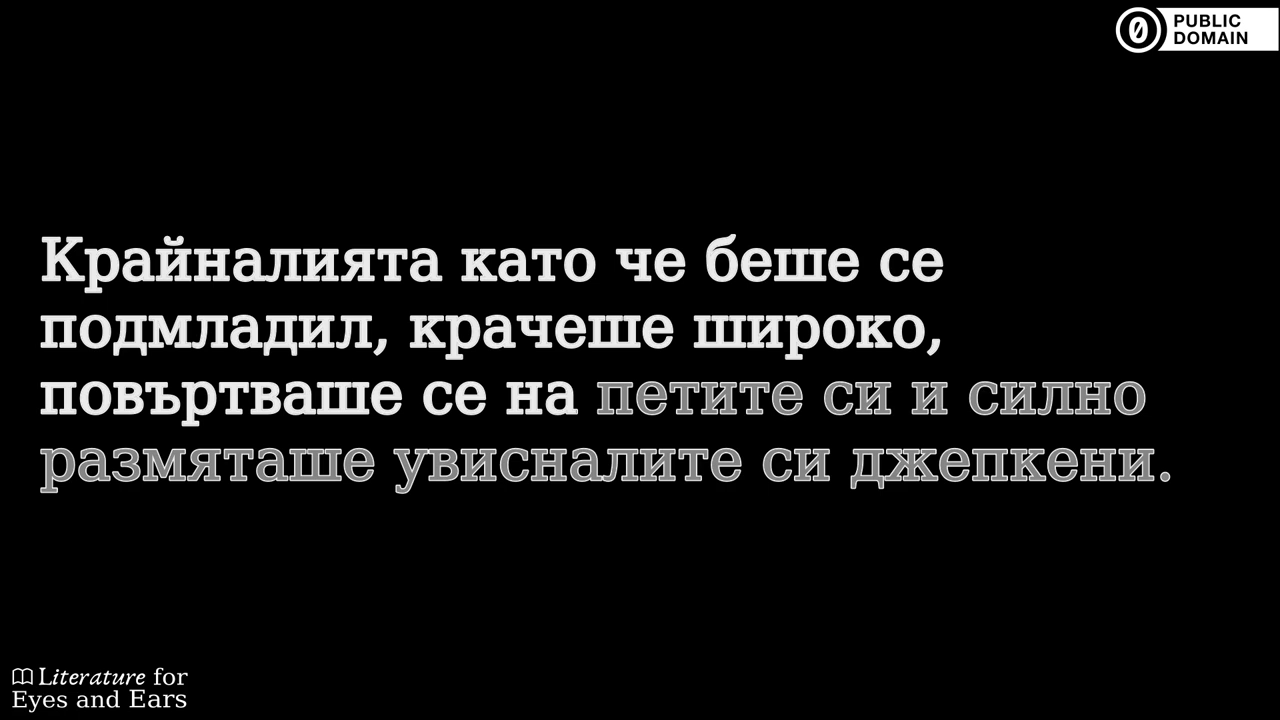 PUBLIC
DOMAIN
Крайналията като че беше се
подмладил, крачеше широко,
повъртваше се на петите си и силно
размяташе увисналите си джепкени.
Literature for
Eyes and Ears